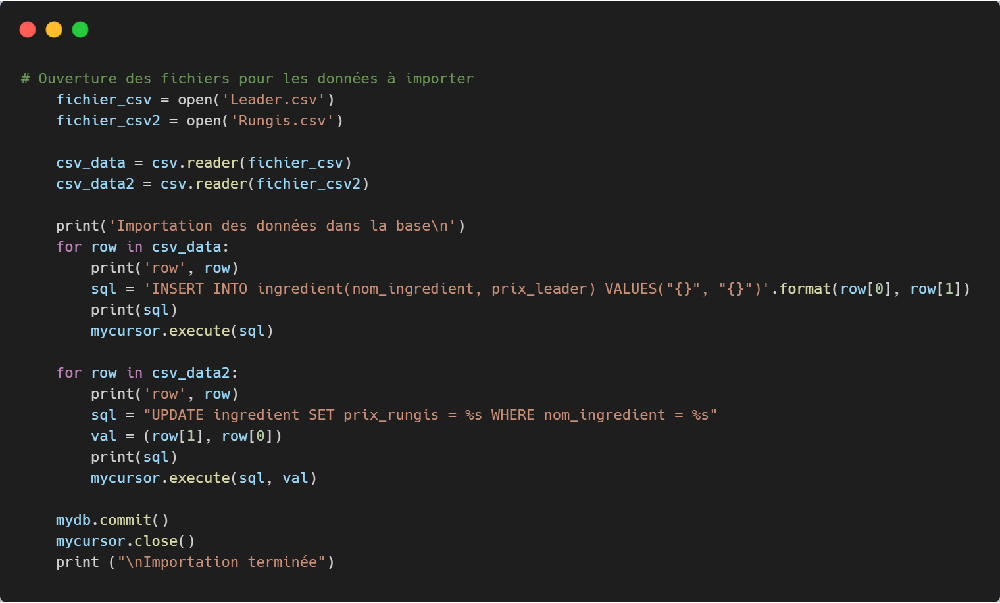 # Ouverture des fichiers pour les données à importer
    fichier_csv = open('Leader.csv')
    fichier_csv2 = open('Rungis.csv')

    csv_data = csv.reader(fichier_csv)
    csv_data2 = csv.reader(fichier_csv2)

    print('Importation des données dans la base\n')
    for row in csv_data:
        print('row', row)
        sql = 'INSERT INTO ingredient(nom_ingredient, prix_leader) VALUES("{}", "{}")'.format(row[0], row[1])
        print(sql)
        mycursor.execute(sql)

    for row in csv_data2:
        print('row', row)
        sql = "UPDATE ingredient SET prix_rungis = %s WHERE nom_ingredient = %s"
        val = (row[1], row[0])
        print(sql)
        mycursor.execute(sql, val)

    mydb.commit()
    mycursor.close()
    print ("\nImportation terminée")